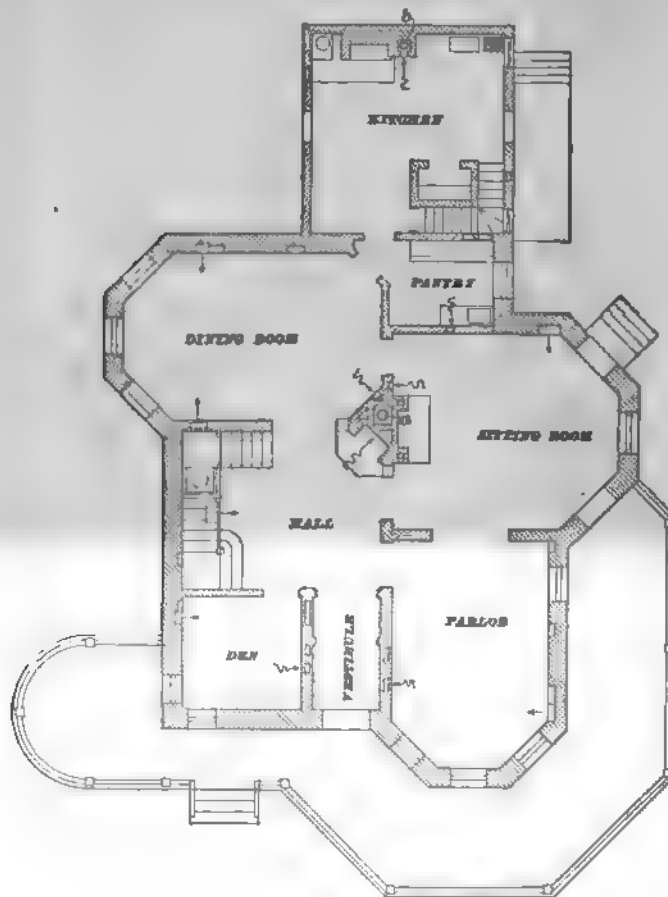 KITCHEN
PANTRY
DINING ROOM
SITTING ROOM
HALL
PARLOR
DEN
VESTIBULE